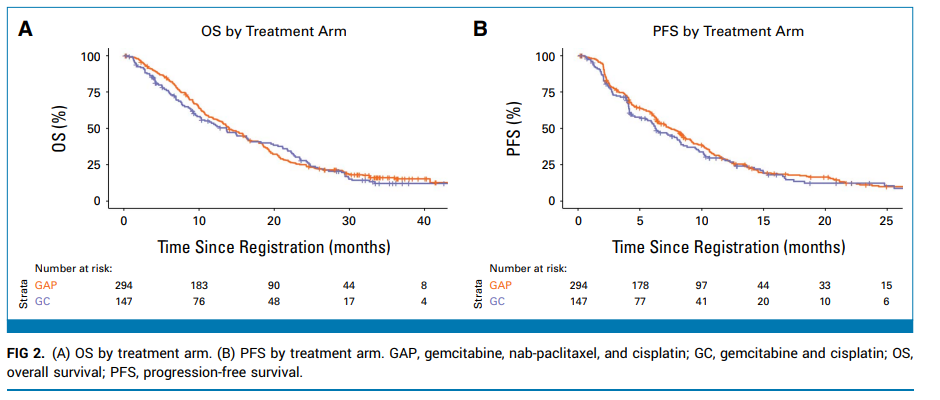 A
OS by Treatment Arm
100
75
50
25
0
OS (%)
0 10 20 30 40
Time Since Registration (months)
Number at risk:
Strata
GAP 294 183 90 44 8
GC 147 76 48 17 4
B
PFS by Treatment Arm
100
75
50
25
0
PFS (%)
0 5 10 15 20 25
Time Since Registration (months)
Number at risk:
Strata
GAP 294 178 97 44 33 15
GC 147 77 41 20 10 6
FIG 2. (A) OS by treatment arm. (B) PFS by treatment arm. GAP, gemcitabine, nab-paclitaxel, and cisplatin; GC, gemcitabine and cisplatin; OS,
overall survival; PFS, progression-free survival.